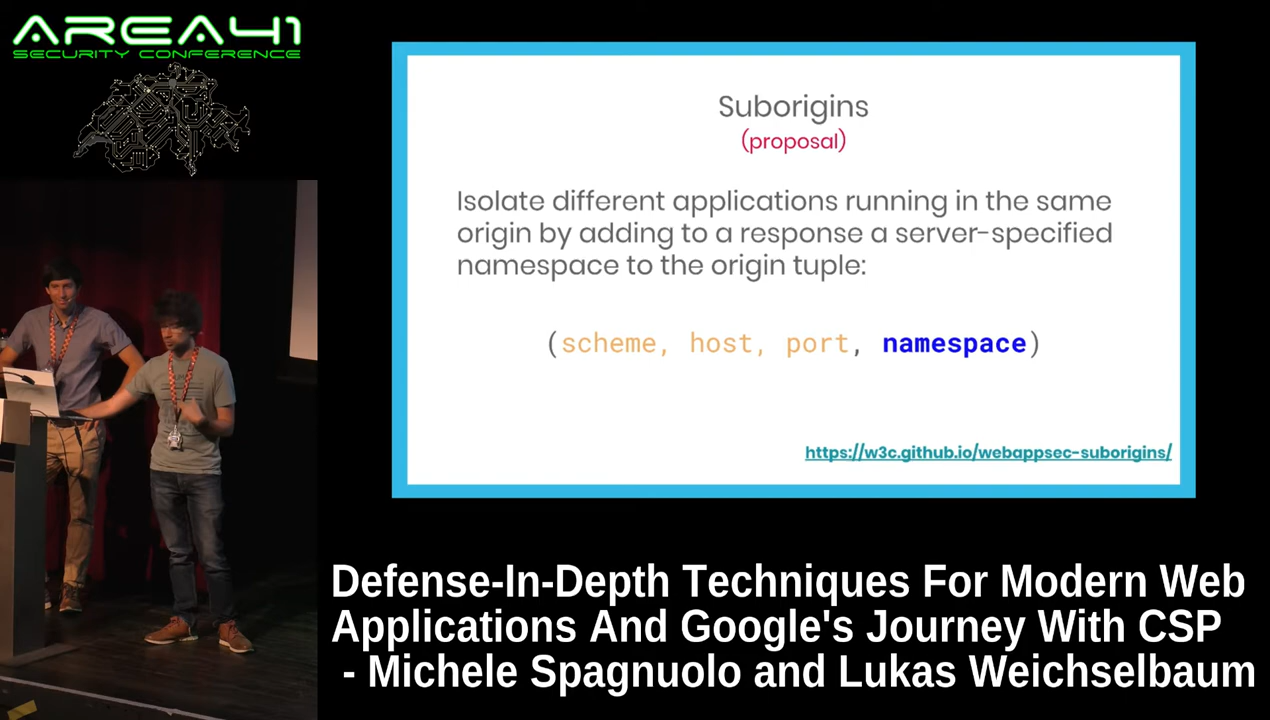 AREA41
SECURITY CONFERENCE
Suborigins
(proposal)
Isolate different applications running in the same
origin by adding to a response a server-specified
namespace to the origin tuple:
(scheme, host, port, namespace)
https://w3c.github.io/webappsec-suborigins/
Defense-In-Depth Techniques For Modern Web
Applications And Google's Journey With CSP
- Michele Spagnuolo and Lukas Weichselbaum